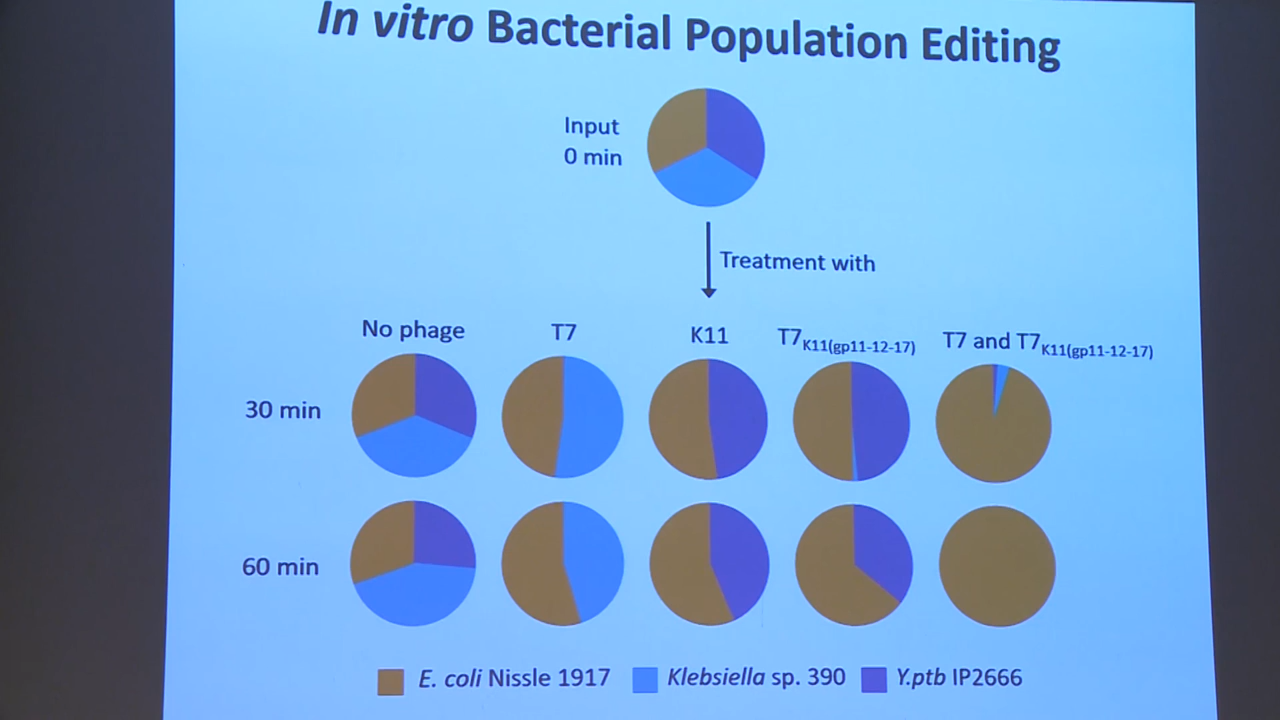 In vitro Bacterial Population Editing
Input
0 min
Treatment with
No phage
T7
K11
T7K11(gp11-12-17)
T7 and T7K11(gp11-12-17)
30 min
60 min
E. coli Nissle 1917
Klebsiella sp. 390
Y.ptb IP2666